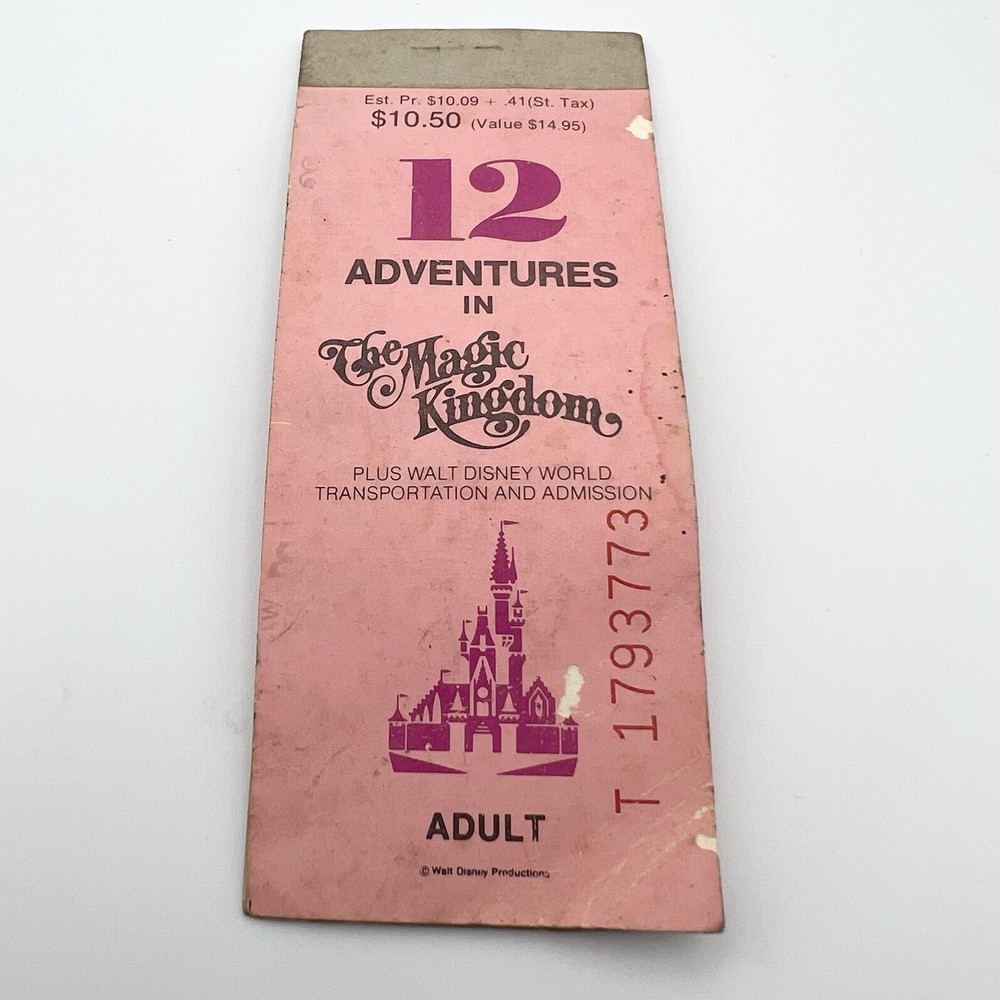 Est. Pr. $10.09 + .41(St. Tax)
$10.50 (Value $14.95)
12
ADVENTURES
IN
The Magic
Kingdom
PLUS WALT DISNEY WORLD
TRANSPORTATION AND ADMISSION
T 1793773
ADULT
© Walt Disney Productions